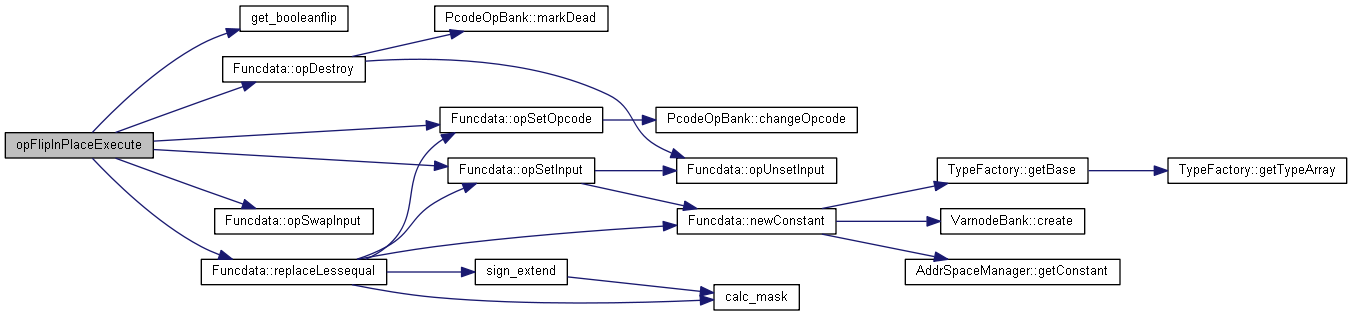 opFlipInPlaceExecute
get_booleanflip
Funcdata::opDestroy
PcodeOpBank::markDead
Funcdata::opSetOpcode
PcodeOpBank::changeOpcode
Funcdata::opSetInput
Funcdata::opUnsetInput
TypeFactory::getBase
TypeFactory::getTypeArray
Funcdata::opSwapInput
Funcdata::newConstant
VarnodeBank::create
Funcdata::replaceLessequal
sign_extend
AddrSpaceManager::getConstant
calc_mask